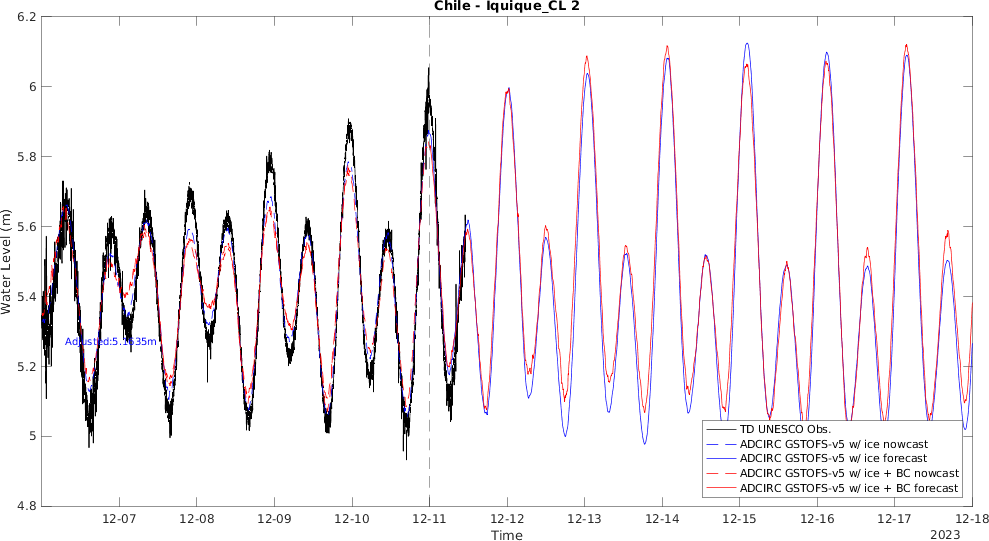 Chile - Iquique_CL 2
6.2
6
5.8
5.6
5.4
5.2
5
4.8
Water Level (m)
Adjusted:5.1635m
TD UNESCO Obs.
ADCIRC GSTOFS-v5 w/ ice nowcast
ADCIRC GSTOFS-v5 w/ ice forecast
ADCIRC GSTOFS-v5 w/ ice + BC nowcast
ADCIRC GSTOFS-v5 w/ ice + BC forecast
12-07 12-08 12-09 12-10 12-11 12-12 12-13 12-14 12-15 12-16 12-17 12-18
Time
2023